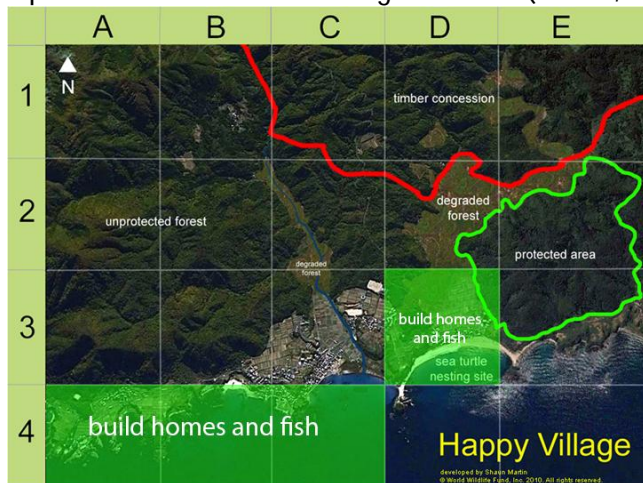 A B C D E
1
N
timber concession
2
unprotected forest
degraded
forest
degraded
forest
protected area
3
build homes
and fish
sea turtle
nesting site
4
build homes and fish
Happy Village
developed by Shaun Martin
© World Wildlife Fund, Inc. 2010. All rights reserved.